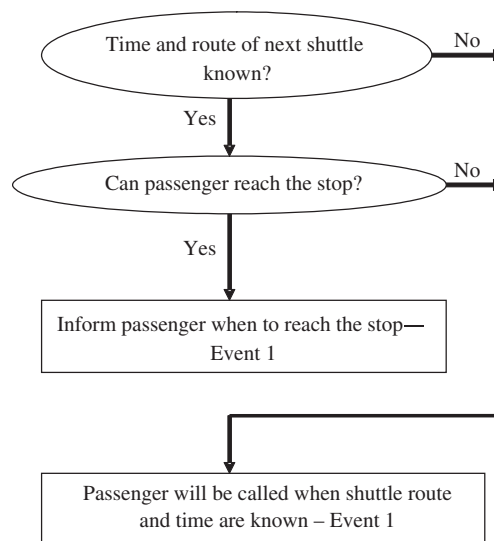 Time and route of next shuttle
known?
No
Yes
Can passenger reach the stop?
No
Yes
Inform passenger when to reach the stop—
Event 1
Passenger will be called when shuttle route
and time are known – Event 1